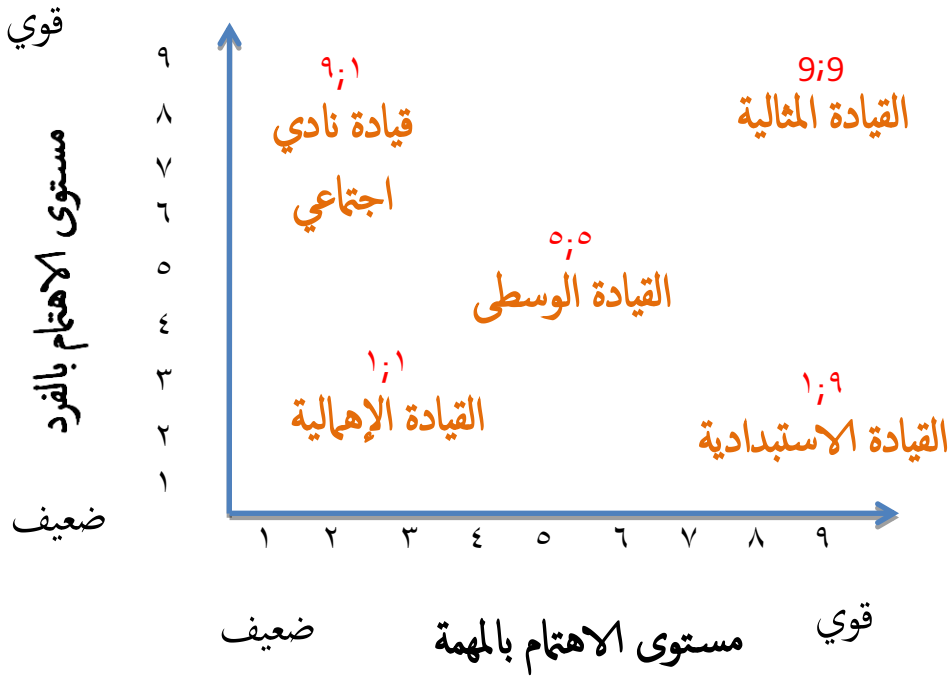 قوي
مستوى الاهتمام بالفرد
ضعيف
٩
٨
٧
٦
٥
٤
٣
٢
١
٩;١
قيادة نادي
اجتماعي
9;9
القيادة المثالية
٥;٥
القيادة الوسطى
١;١
القيادة الإهمالية
١;٩
القيادة الاستبدادية
١ ٢ ٣ ٤ ٥ ٦ ٧ ٨ ٩
ضعيف
مستوى الاهتمام بالمهمة
قوي